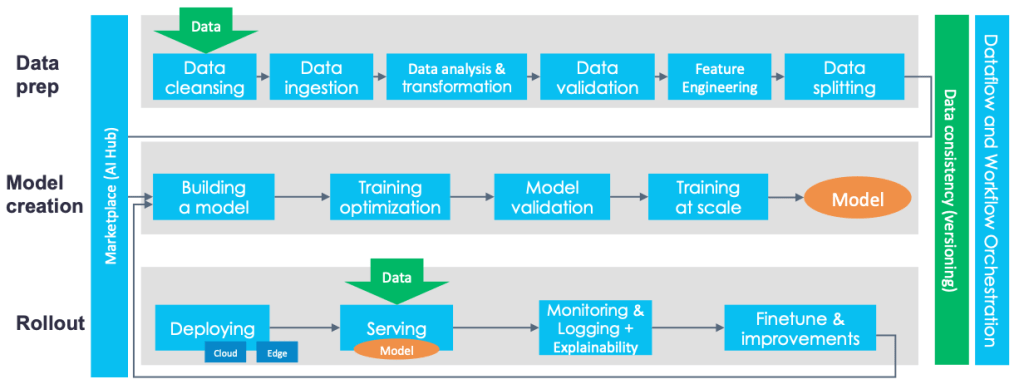 Data
Data
prep
Data
cleansing
Data
ingestion
Data analysis &
transformation
Data
validation
Feature
Engineering
Data
splitting
Marketplace (AI Hub)
Data consistency (versioning)
Dataflow and Workflow Orchestration
Model
creation
Building
a model
Training
optimization
Model
validation
Training
at scale
Model
Data
Rollout
Deploying
Cloud
Edge
Serving
Model
Monitoring &
Logging +
Explainability
Finetune &
improvements